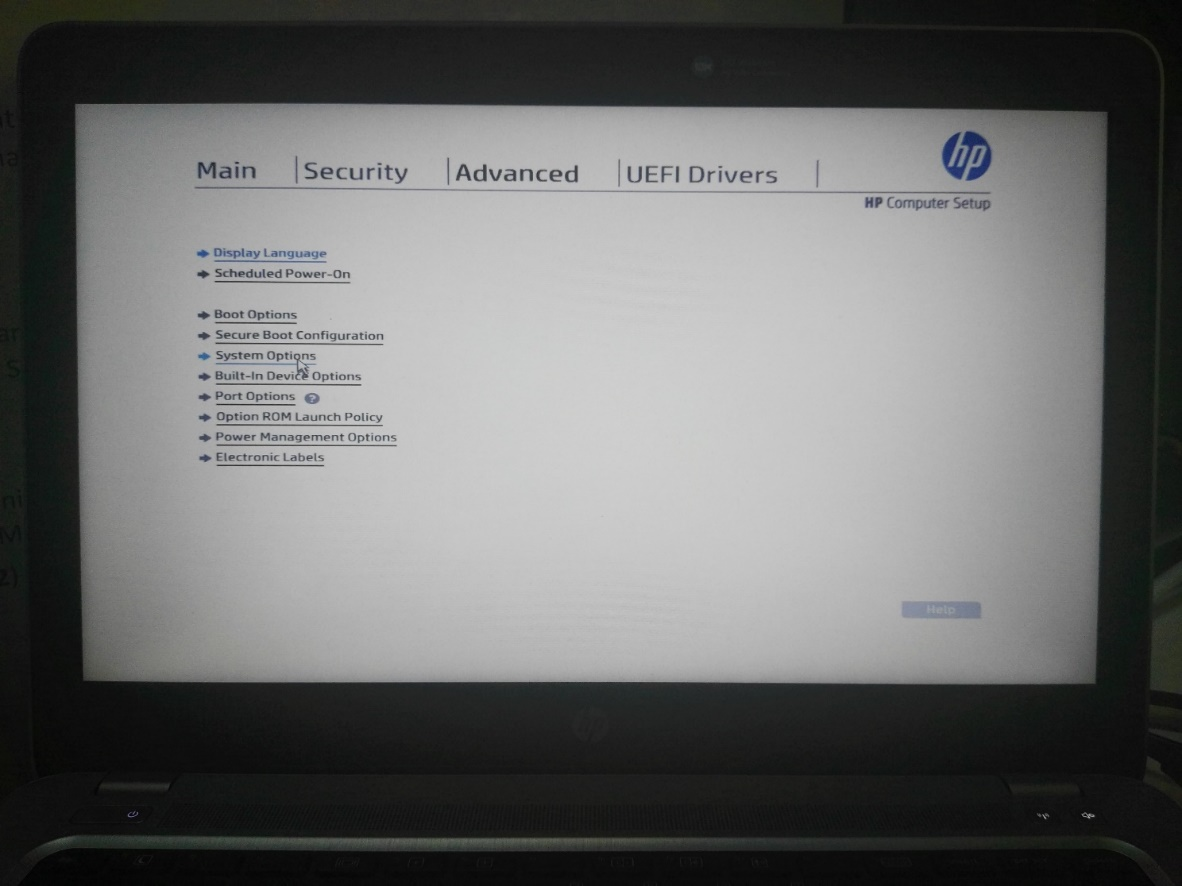 Main
Security
Advanced
UEFI Drivers
hp
HP Computer Setup
Display Language
Scheduled Power-On
Boot Options
Secure Boot Configuration
System Options
Built-In Device Options
Port Options ?
Option ROM Launch Policy
Power Management Options
Electronic Labels
Help
hp